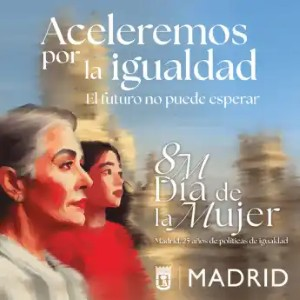 Aceleremos
por la igualdad
El futuro no puede esperar
8M
Día de
la Mujer
Madrid, 25 años de políticas de igualdad
MADRID